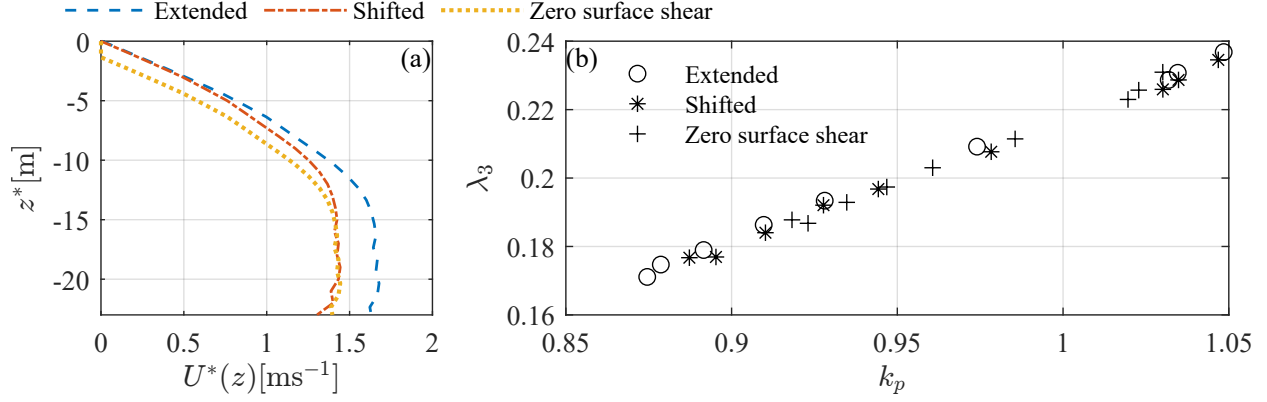 Extended Shifted Zero surface shear
0
-5
-10
-15
-20
z*[m]
(a)
0 0.5 1 1.5 2
U*(z)[ms⁻¹]
0.24
0.22
0.2
0.18
0.16
λ₃
(b)
Extended
Shifted
Zero surface shear
0.85 0.9 0.95 1 1.05
kₚ